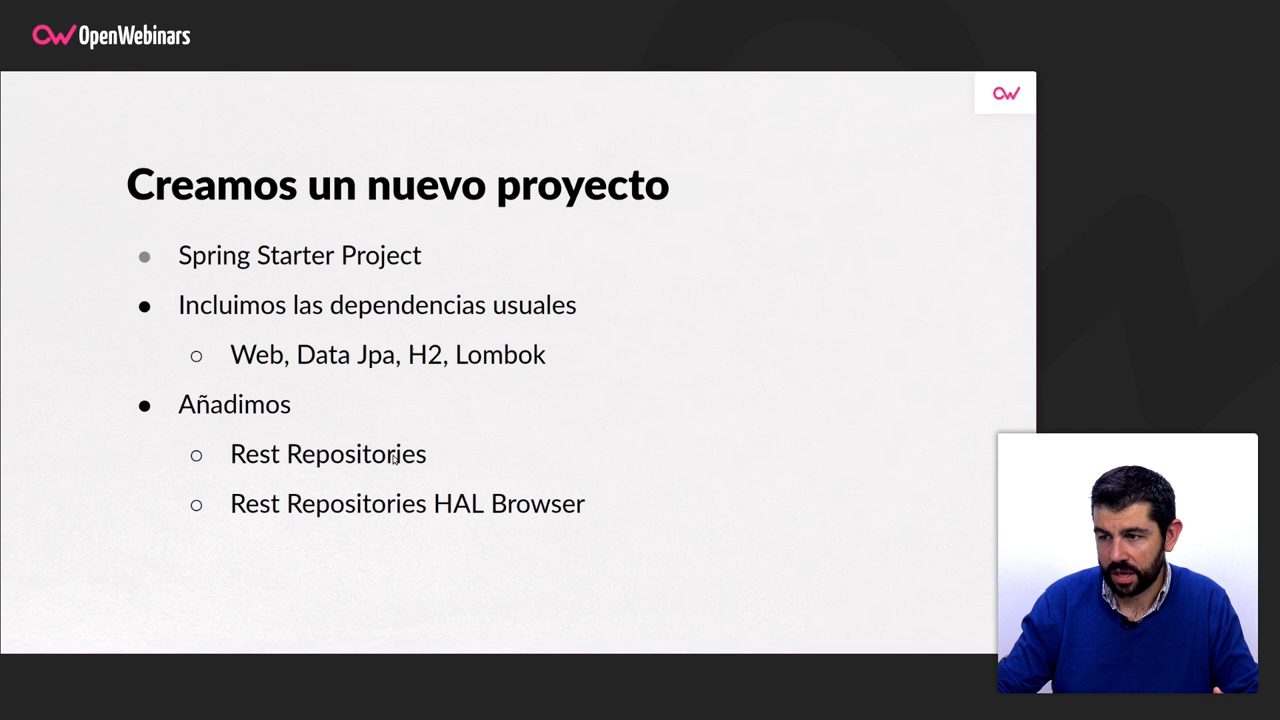 OpenWebinars
Creamos un nuevo proyecto
● Spring Starter Project
● Incluimos las dependencias usuales
○ Web, Data Jpa, H2, Lombok
● Añadimos
○ Rest Repositories
○ Rest Repositories HAL Browser